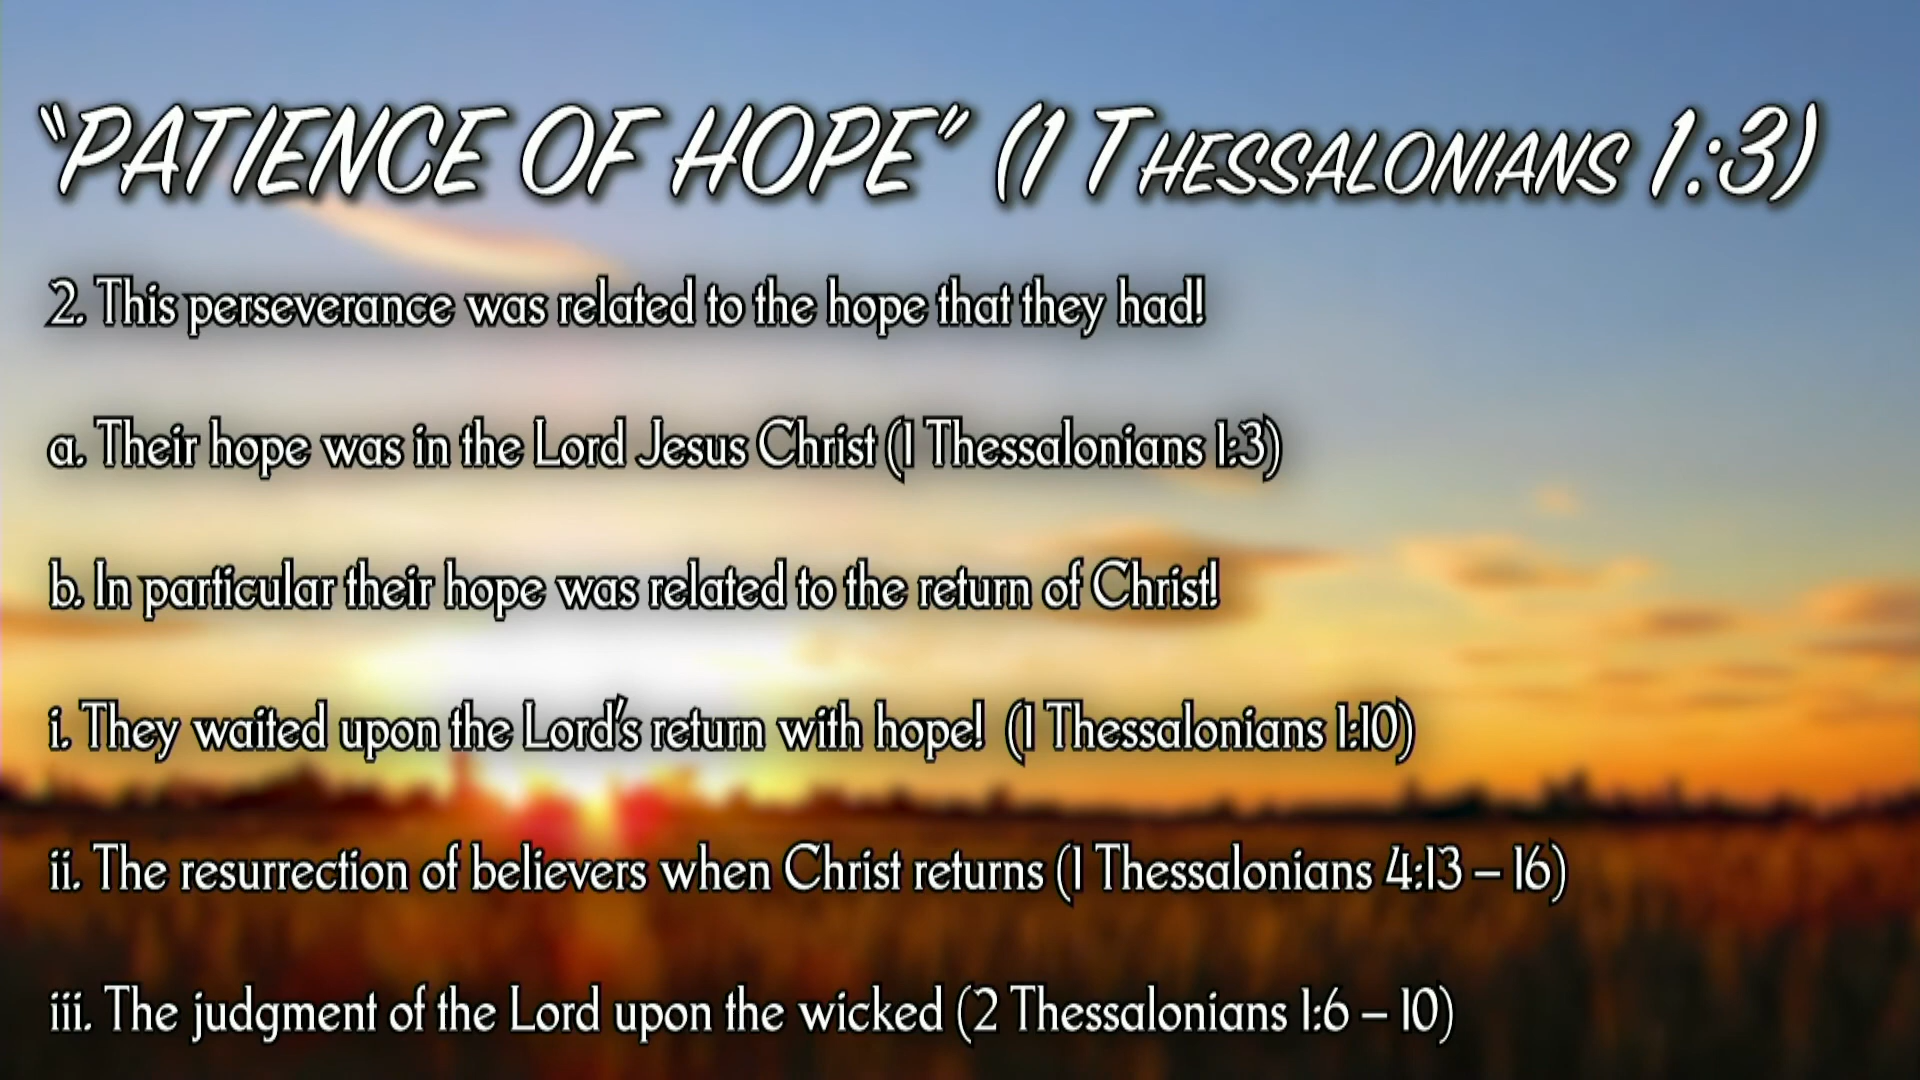 “PATIENCE OF HOPE” (1 THESSALONIANS 1:3)
2. This perseverance was related to the hope that they had!
a. Their hope was in the Lord Jesus Christ (1 Thessalonians 1:3)
b. In particular their hope was related to the return of Christ!
i. They waited upon the Lord’s return with hope! (1 Thessalonians 1:10)
ii. The resurrection of believers when Christ returns (1 Thessalonians 4:13 – 16)
iii. The judgment of the Lord upon the wicked (2 Thessalonians 1:6 – 10)